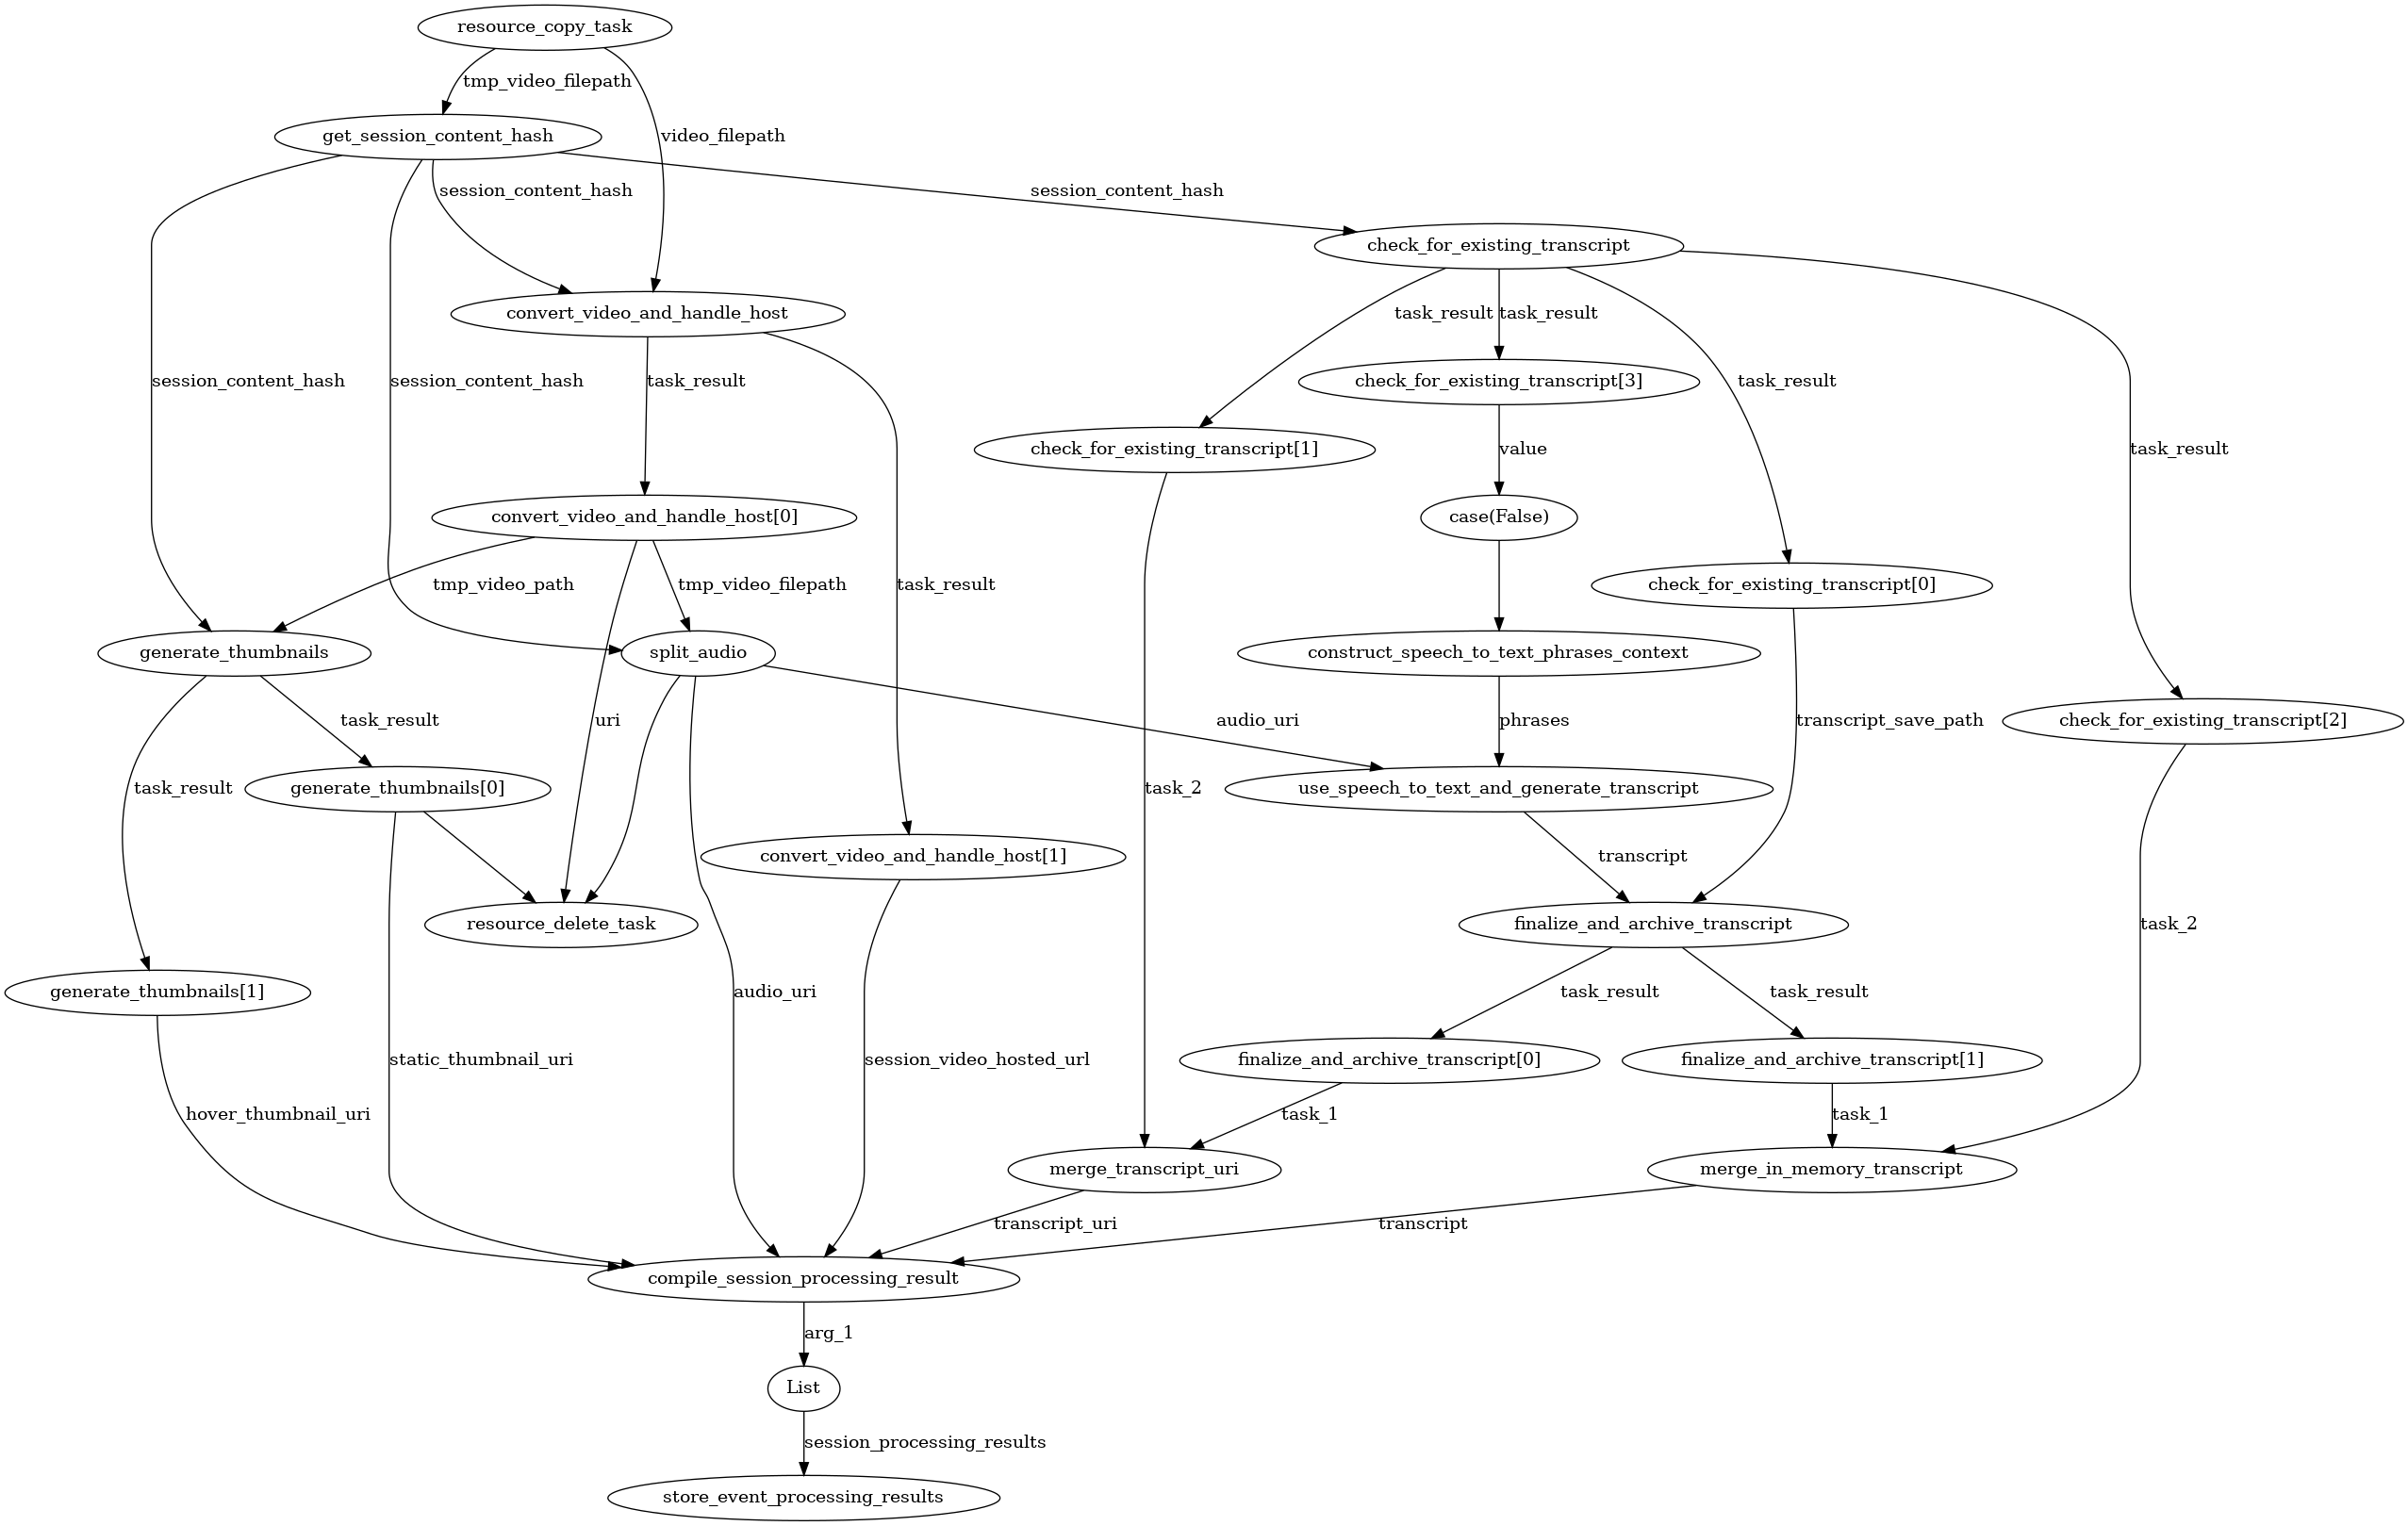 resource_copy_task
tmp_video_filepath
get_session_content_hash
video_filepath
session_content_hash
session_content_hash
check_for_existing_transcript
convert_video_and_handle_host
task_result
task_result
session_content_hash
session_content_hash
task_result
check_for_existing_transcript[3]
task_result
check_for_existing_transcript[1]
value
task_result
convert_video_and_handle_host[0]
case(False)
tmp_video_path
tmp_video_filepath
task_result
check_for_existing_transcript[0]
generate_thumbnails
split_audio
construct_speech_to_text_phrases_context
task_result
uri
audio_uri
phrases
transcript_save_path
check_for_existing_transcript[2]
task_result
generate_thumbnails[0]
task_2
use_speech_to_text_and_generate_transcript
convert_video_and_handle_host[1]
transcript
resource_delete_task
finalize_and_archive_transcript
task_2
generate_thumbnails[1]
audio_uri
task_result
task_result
static_thumbnail_uri
session_video_hosted_url
finalize_and_archive_transcript[0]
finalize_and_archive_transcript[1]
hover_thumbnail_uri
task_1
task_1
merge_transcript_uri
merge_in_memory_transcript
transcript_uri
transcript
compile_session_processing_result
arg_1
List
session_processing_results
store_event_processing_results